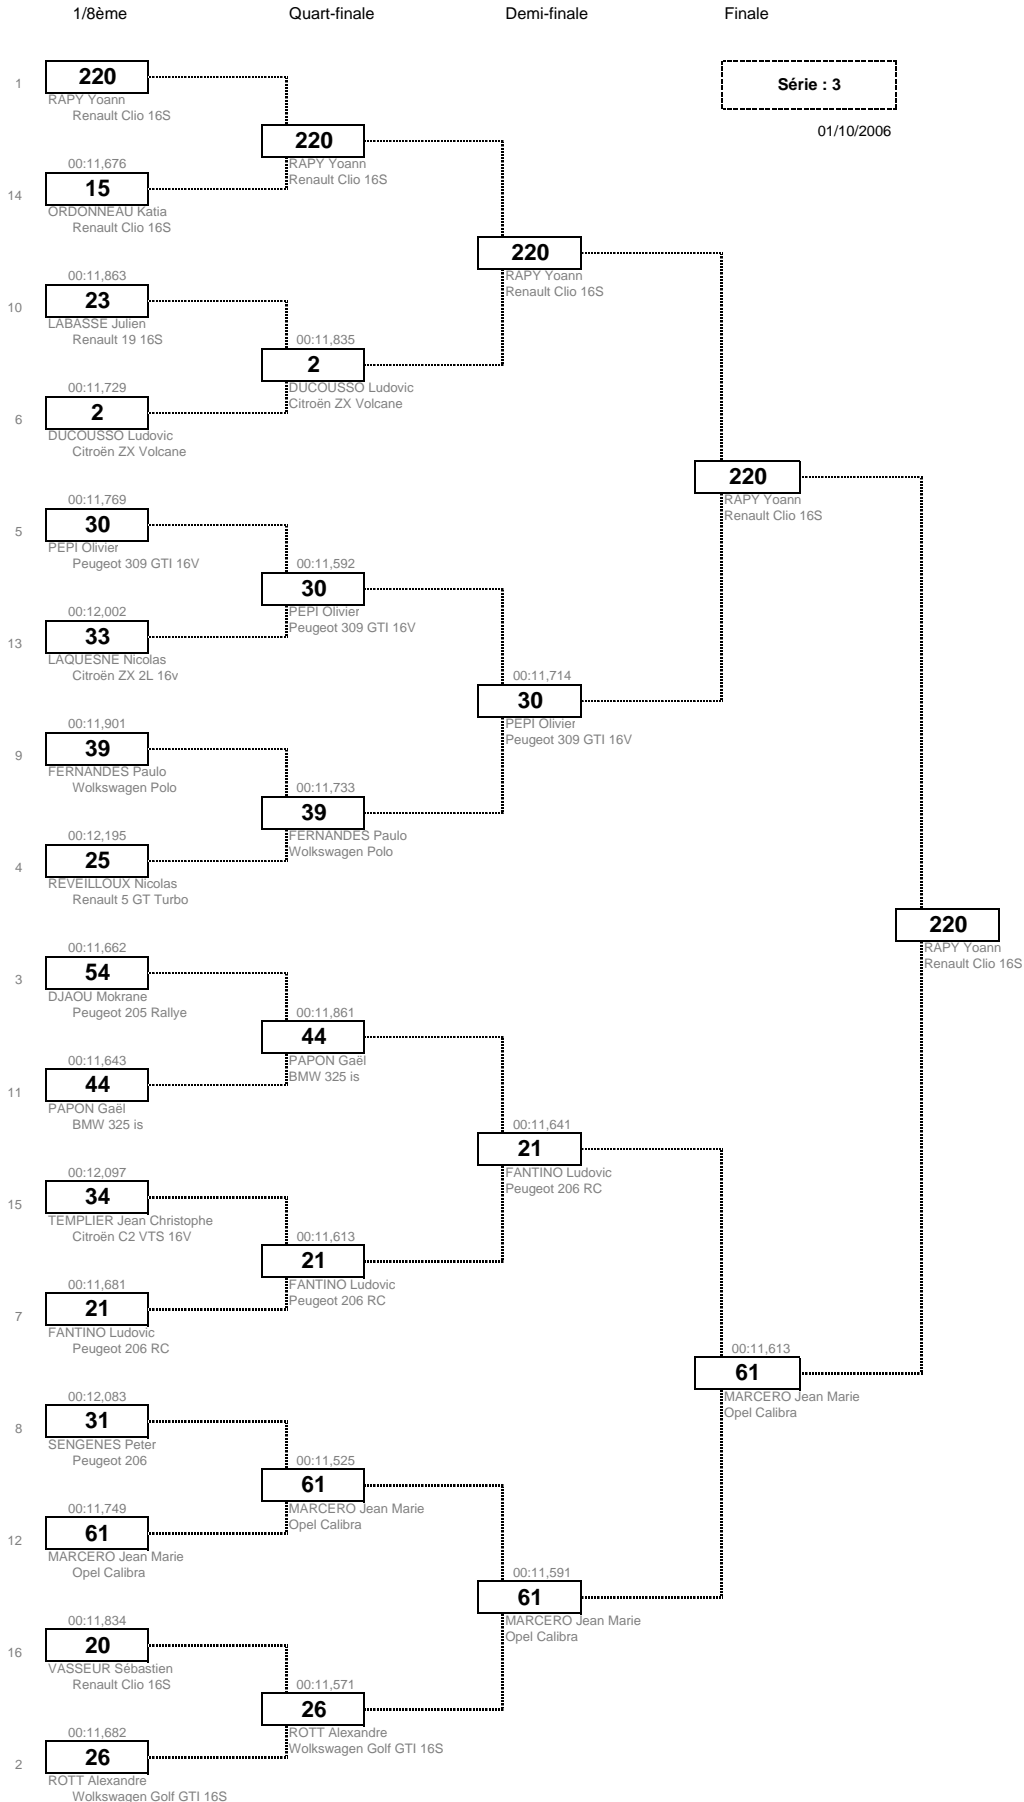 1/8ème
Quart-finale
Demi-finale
Finale
Série : 3
01/10/2006
1
220
RAPY Yoann
Renault Clio 16S
00:11,676
14
15
ORDONNEAU Katia
Renault Clio 16S
00:11,863
10
23
LABASSE Julien
Renault 19 16S
00:11,729
6
2
DUCOUSSO Ludovic
Citroën ZX Volcane
00:11,769
5
30
PEPI Olivier
Peugeot 309 GTI 16V
00:12,002
13
33
LAQUESNE Nicolas
Citroën ZX 2L 16v
00:11,901
9
39
FERNANDES Paulo
Wolkswagen Polo
00:12,195
4
25
REVEILLOUX Nicolas
Renault 5 GT Turbo
00:11,662
3
54
DJAOU Mokrane
Peugeot 205 Rallye
00:11,643
11
44
PAPON Gaël
BMW 325 is
00:12,097
15
34
TEMPLIER Jean Christophe
Citroën C2 VTS 16V
00:11,681
7
21
FANTINO Ludovic
Peugeot 206 RC
00:12,083
8
31
SENGENES Peter
Peugeot 206
00:11,749
12
61
MARCERO Jean Marie
Opel Calibra
00:11,834
16
20
VASSEUR Sébastien
Renault Clio 16S
00:11,682
2
26
ROTT Alexandre
Wolkswagen Golf GTI 16S
220
RAPY Yoann
Renault Clio 16S
00:11,835
2
DUCOUSSO Ludovic
Citroën ZX Volcane
00:11,592
30
PEPI Olivier
Peugeot 309 GTI 16V
00:11,733
39
FERNANDES Paulo
Wolkswagen Polo
00:11,861
44
PAPON Gaël
BMW 325 is
00:11,613
21
FANTINO Ludovic
Peugeot 206 RC
00:11,525
61
MARCERO Jean Marie
Opel Calibra
00:11,571
26
ROTT Alexandre
Wolkswagen Golf GTI 16S
220
RAPY Yoann
Renault Clio 16S
00:11,714
30
PEPI Olivier
Peugeot 309 GTI 16V
00:11,641
21
FANTINO Ludovic
Peugeot 206 RC
00:11,591
61
MARCERO Jean Marie
Opel Calibra
220
RAPY Yoann
Renault Clio 16S
00:11,613
61
MARCERO Jean Marie
Opel Calibra
220
RAPY Yoann
Renault Clio 16S